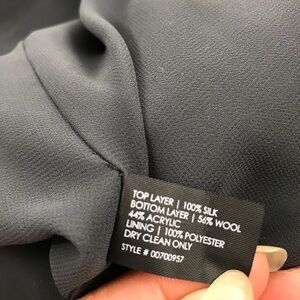 TOP LAYER | 100% SILK
BOTTOM LAYER | 56% WOOL
44% ACRYLIC
LINING | 100% POLYESTER
DRY CLEAN ONLY
STYLE # 00700957